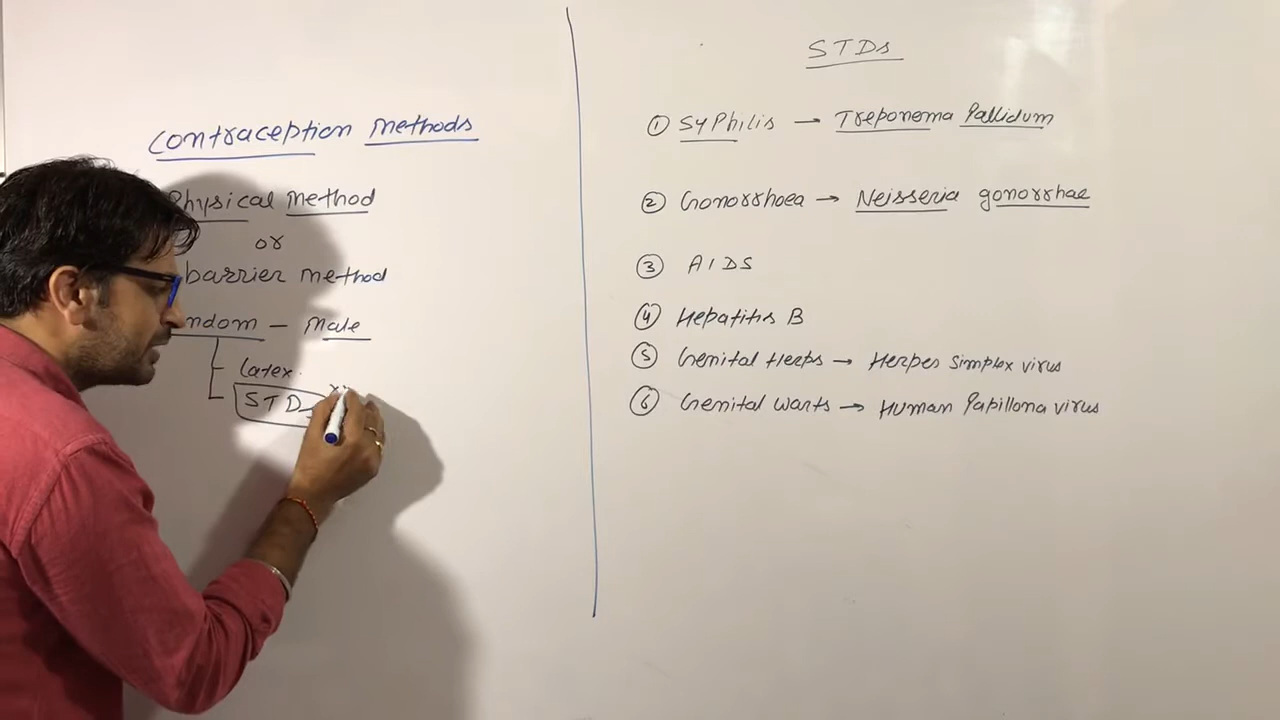 Contraception Methods
Physical Method
or
barrier method
ndom - Male
Latex.
STD
STDs
① Syphilis → Treponema Pallidum
② Gonorrhoea → Neisseria gonorrhae
③ AIDS
④ Hepatitis B
⑤ Genital Herps → Herpes simplex virus
⑥ Genital warts → Human Papillona virus